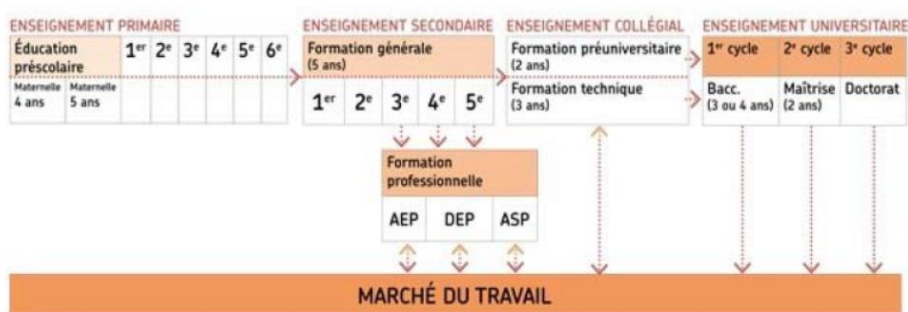 ENSEIGNEMENT PRIMAIRE
Éducation
préscolaire
1er 2e 3e 4e 5e 6e
Maternelle
4 ans
Maternelle
5 ans
ENSEIGNEMENT SECONDAIRE
Formation générale
(5 ans)
1er 2e 3e 4e 5e
Formation
professionnelle
AEP DEP ASP
ENSEIGNEMENT COLLÉGIAL
Formation préuniversitaire
(2 ans)
Formation technique
(3 ans)
ENSEIGNEMENT UNIVERSITAIRE
1er cycle
2e cycle
3e cycle
Bacc.
(3 ou 4 ans)
Maîtrise
(2 ans)
Doctorat
MARCHÉ DU TRAVAIL